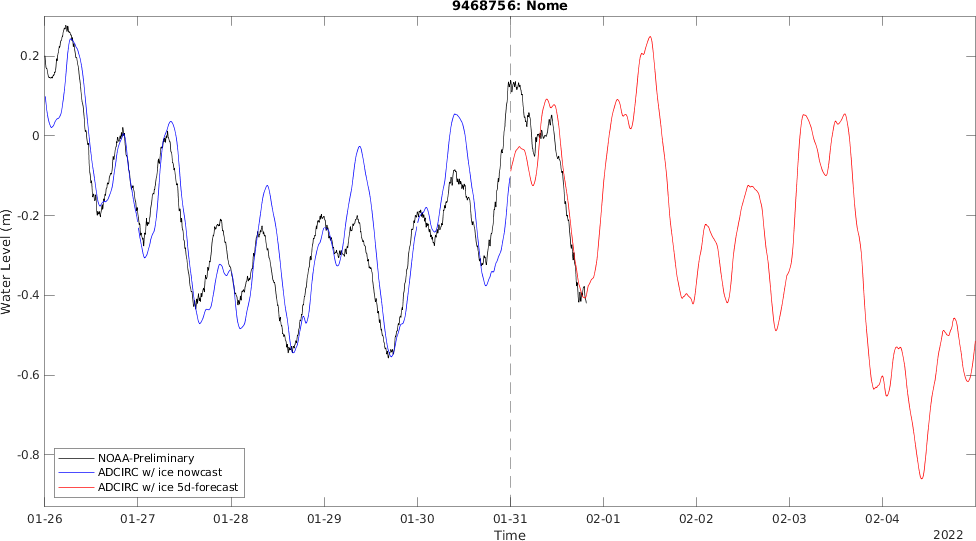 9468756: Nome
0.2
0
-0.2
-0.4
-0.6
-0.8
Water Level (m)
NOAA-Preliminary
ADCIRC w/ ice nowcast
ADCIRC w/ ice 5d-forecast
01-26 01-27 01-28 01-29 01-30 01-31 02-01 02-02 02-03 02-04
Time
2022